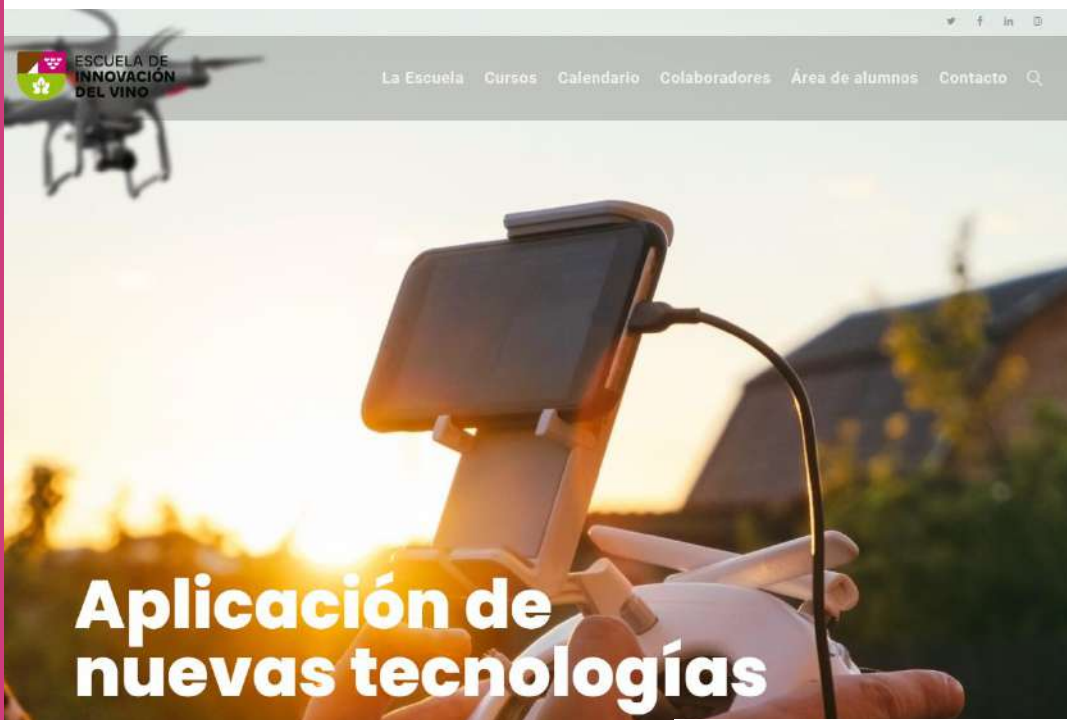 ESCUELA DE
INNOVACIÓN
DEL VINO
La Escuela Cursos Calendario Colaboradores Área de alumnos Contacto
Aplicación de
nuevas tecnologías